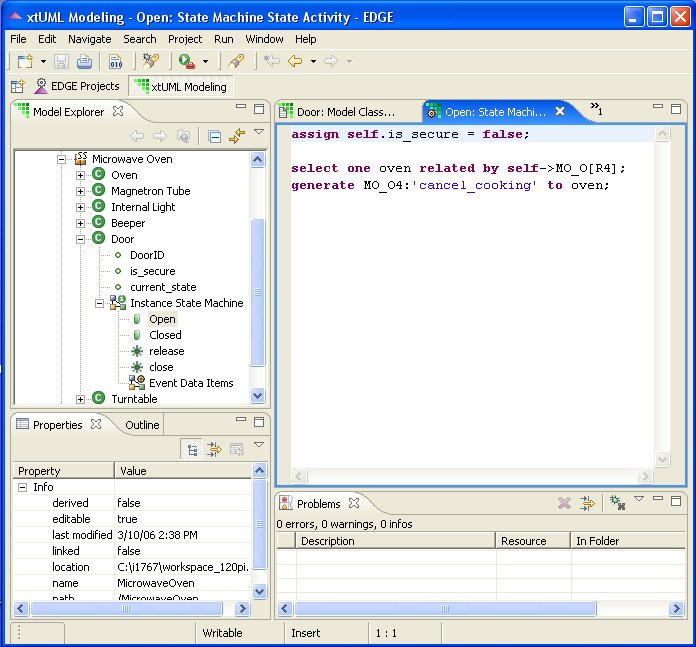 xtUML Modeling - Open: State Machine State Activity - EDGE
File Edit Navigate Search Project Run Window Help
010
EDGE Projects xtUML Modeling
Model Explorer
Microwave Oven
Oven
Magnetron Tube
Internal Light
Beeper
Door
DoorID
is_secure
current_state
Instance State Machine
Open
Closed
release
close
Event Data Items
Turntable
Door: Model Class... Open: State Machi... »1
assign self.is_secure = false;
select one oven related by self->MO_O[R4];
generate MO_O4:'cancel_cooking' to oven;
Properties Outline
Property Value
Info
derived false
editable true
last modified 3/10/06 2:38 PM
linked false
location C:\i1767\workspace_120pi.
name MicrowaveOven
path /MicrowaveOven
Problems
0 errors, 0 warnings, 0 infos
Description Resource In Folder
Writable Insert 1 : 1